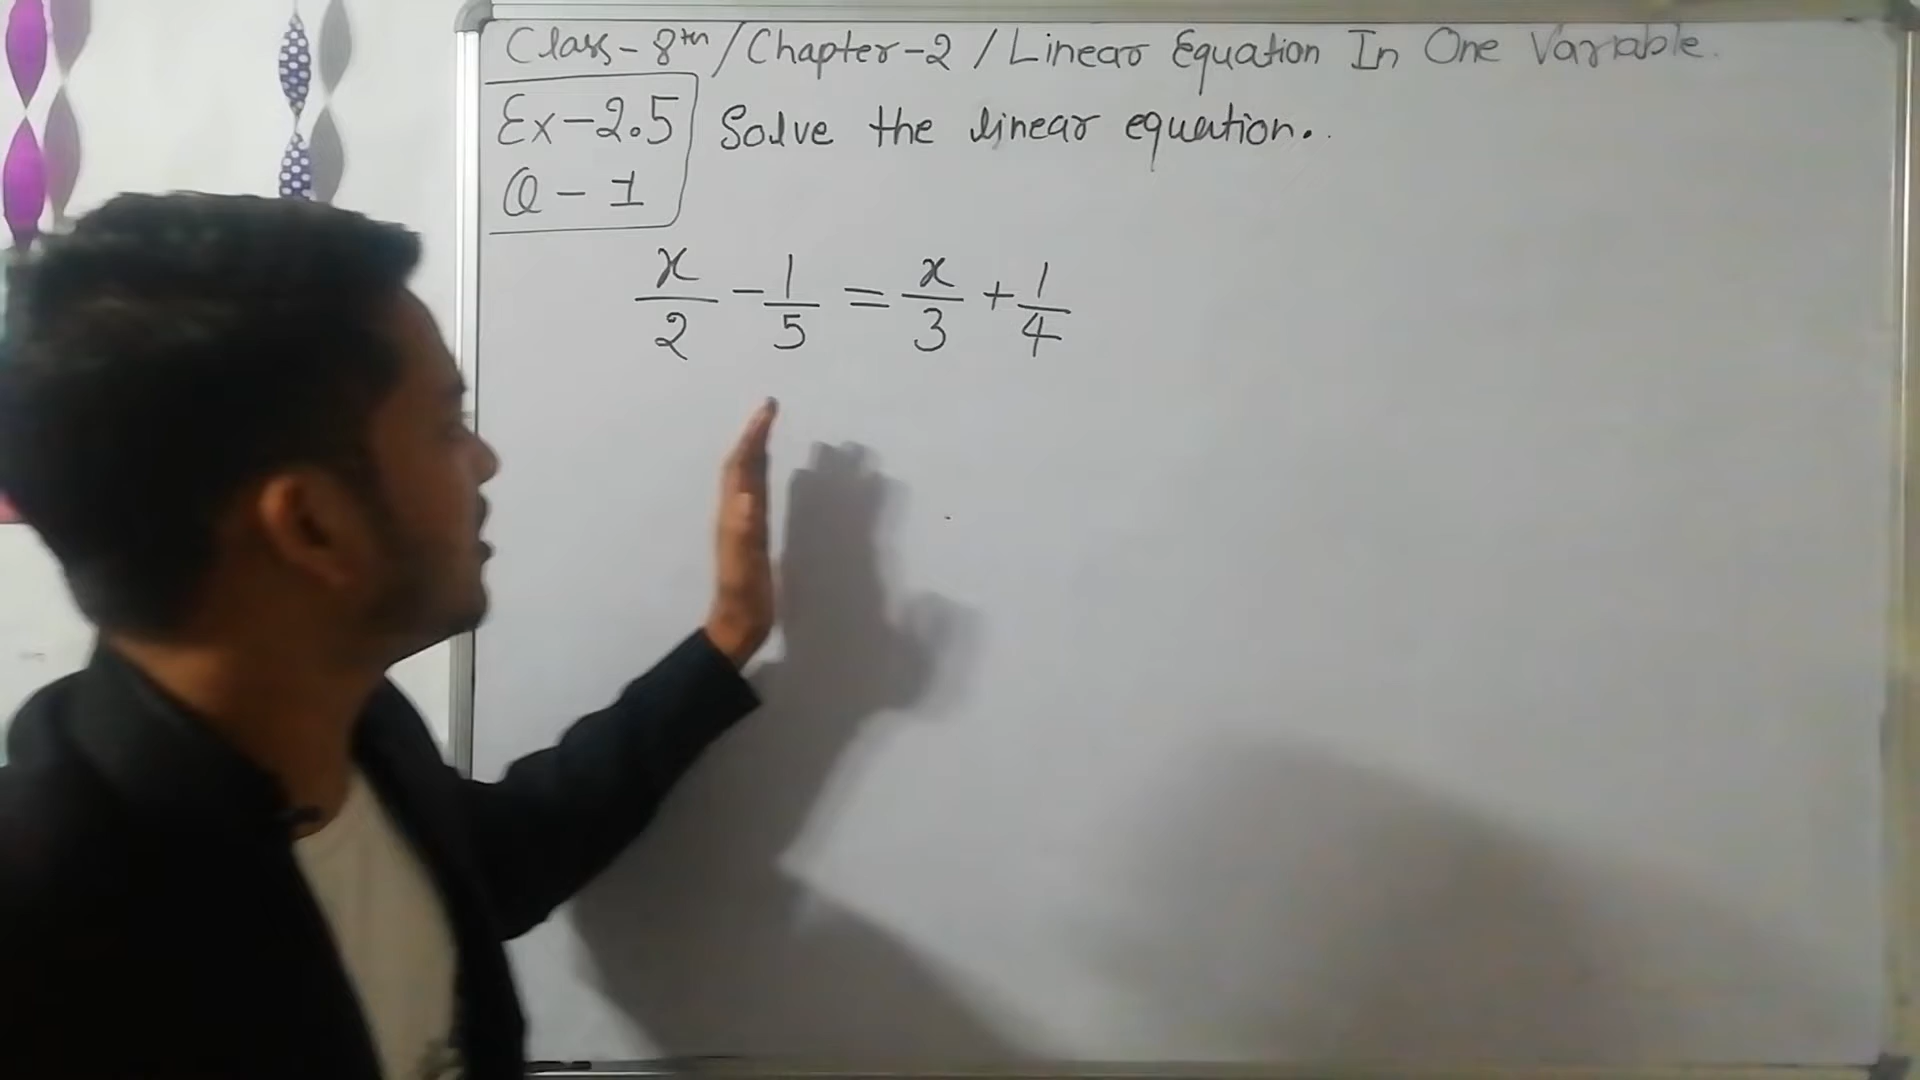 Class-8th/Chapter-2/Linear Equation In One Variable.
Ex-2.5 Solve the linear equation.
Q-1
x/2 - 1/5 = x/3 + 1/4